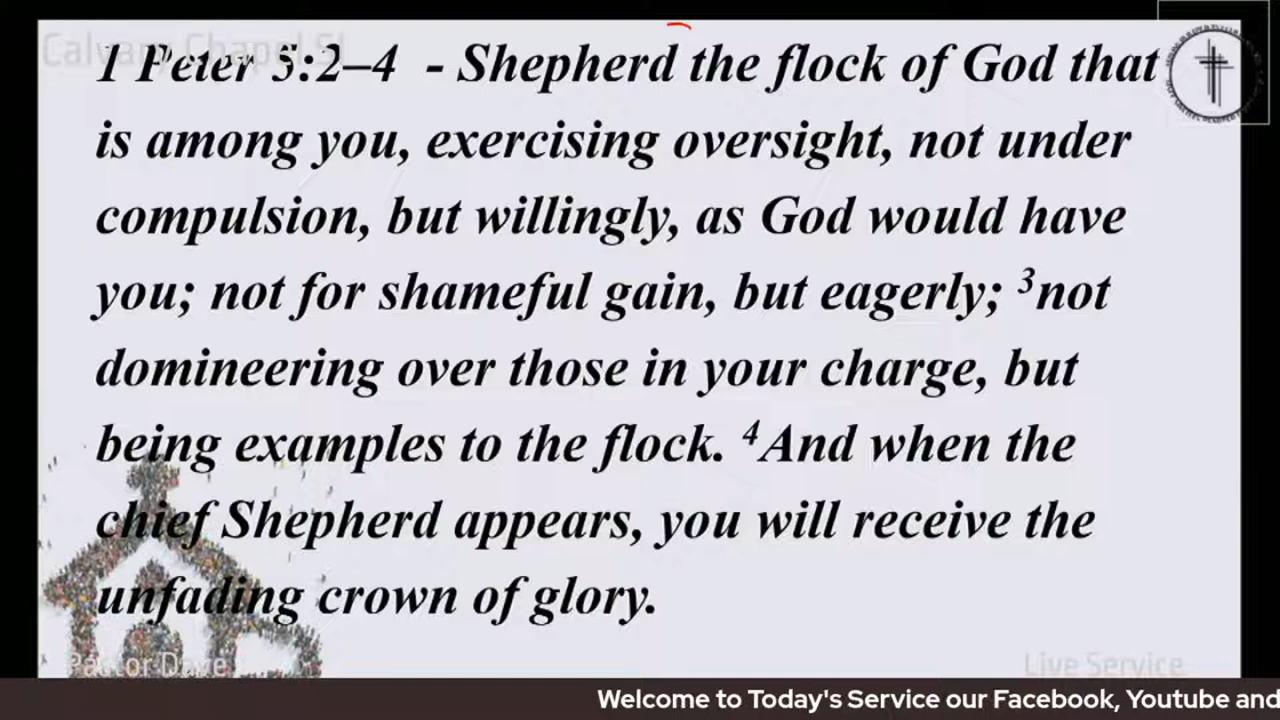 Calvary Chapel SI
1 Peter 5:2–4 - Shepherd the flock of God that
is among you, exercising oversight, not under
compulsion, but willingly, as God would have
you; not for shameful gain, but eagerly; ³not
domineering over those in your charge, but
being examples to the flock. ⁴And when the
chief Shepherd appears, you will receive the
unfading crown of glory.
Pastor Dave
Live Service
Welcome to Today's Service our Facebook, Youtube and